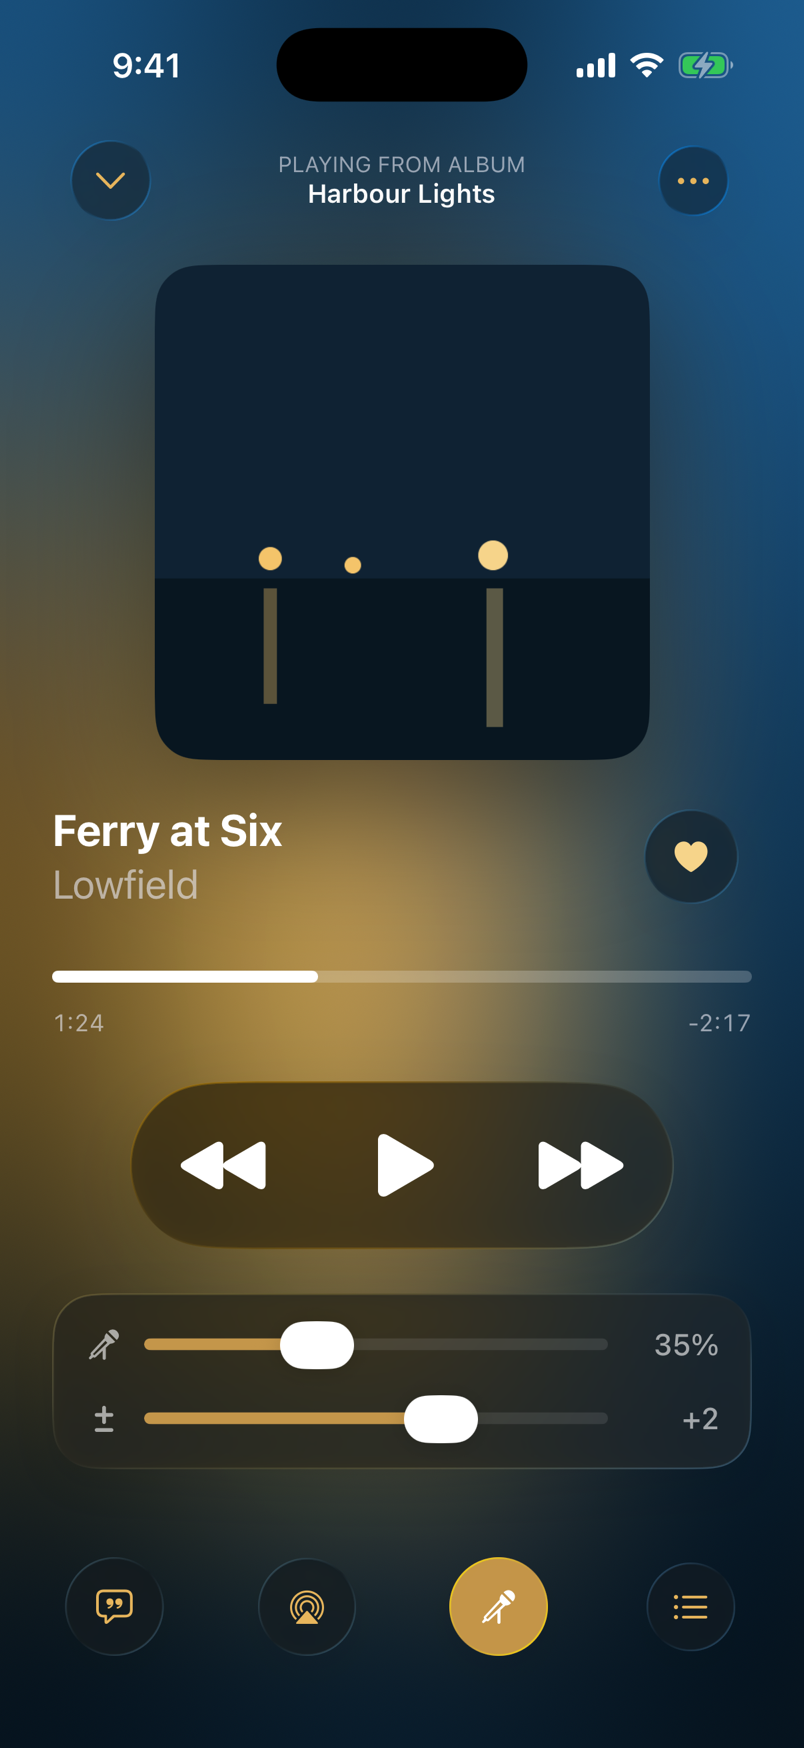 9:41
PLAYING FROM ALBUM
Harbour Lights
Ferry at Six
Lowfield
1:24
-2:17
35%
+2